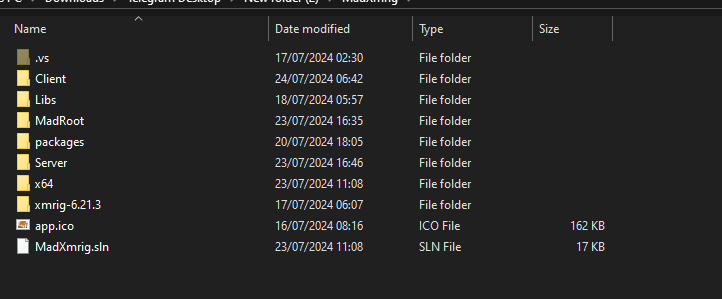 Downloads > Telegram Desktop > New folder (2) > MadXmrig >
Name Date modified Type Size
.vs 17/07/2024 02:30 File folder
Client 24/07/2024 06:42 File folder
Libs 18/07/2024 05:57 File folder
MadRoot 23/07/2024 16:35 File folder
packages 20/07/2024 18:05 File folder
Server 23/07/2024 16:46 File folder
x64 23/07/2024 11:08 File folder
xmrig-6.21.3 17/07/2024 06:07 File folder
app.ico 16/07/2024 08:16 ICO File 162 KB
MadXmrig.sln 23/07/2024 11:08 SLN File 17 KB